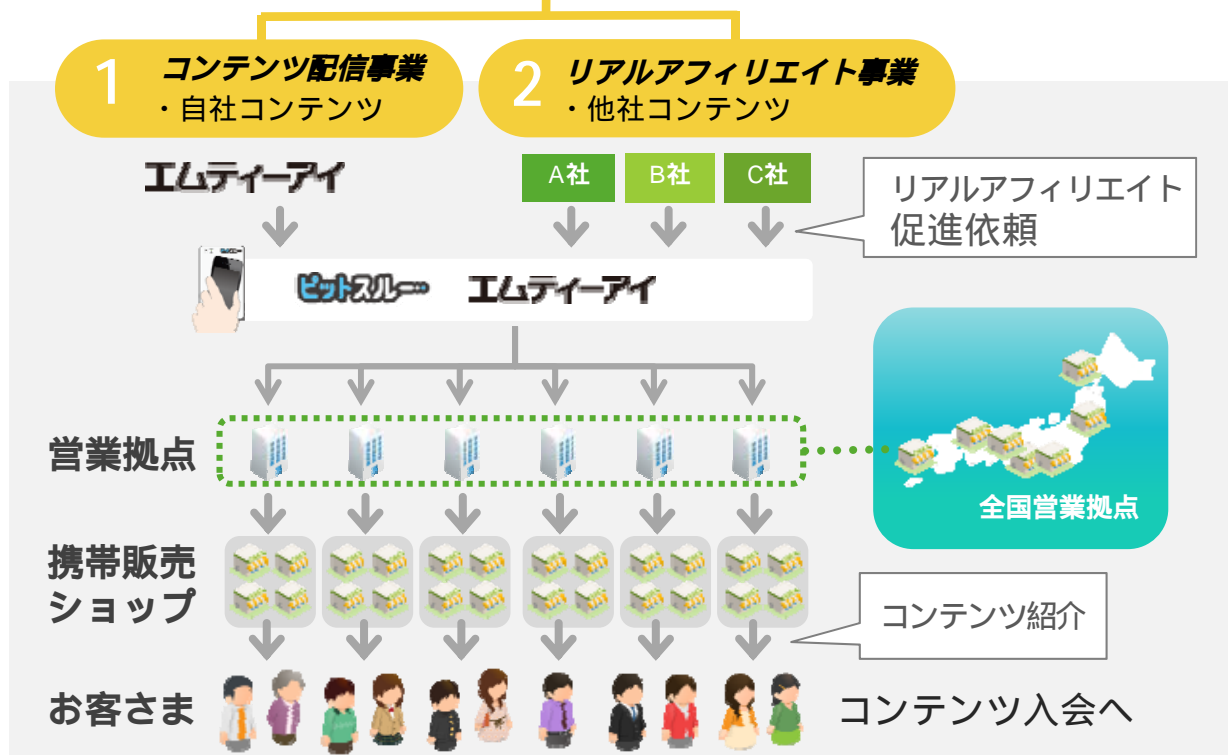 1 コンテンツ配信事業
・自社コンテンツ
2 リアルアフィリエイト事業
・他社コンテンツ
エムティーアイ
A社
B社
C社
リアルアフィリエイト
促進依頼
ピットスルー…
エムティーアイ
営業拠点
全国営業拠点
携帯販売
ショップ
コンテンツ紹介
お客さま
コンテンツ入会へ